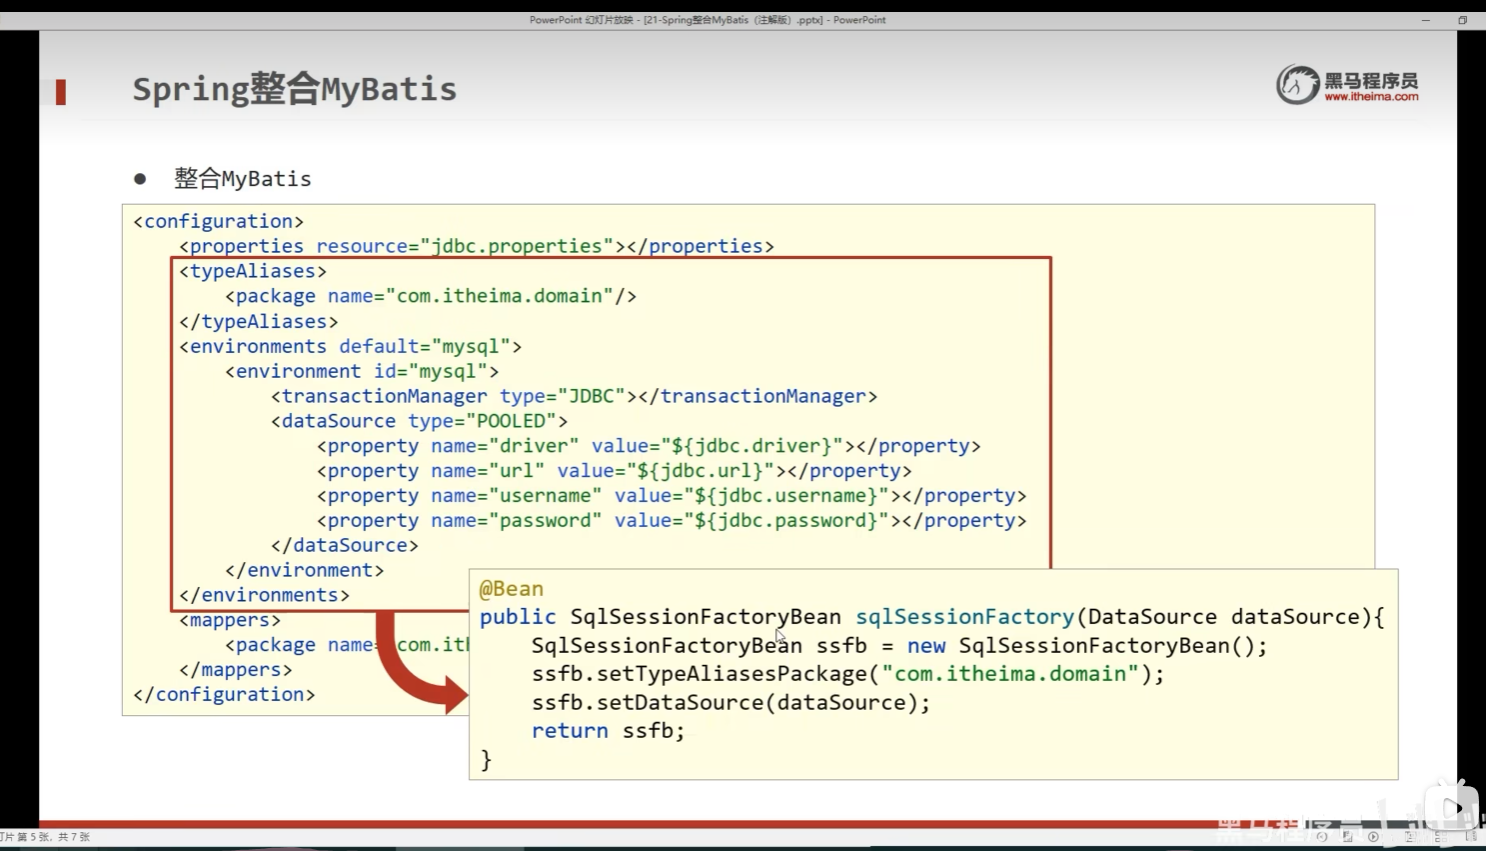 PowerPoint 幻灯片放映 - [21-Spring整合MyBatis（注解版）.pptx] - PowerPoint
Spring整合MyBatis
黑马程序员
www.itheima.com
● 整合MyBatis
<configuration>
<properties resource="jdbc.properties"></properties>
<typeAliases>
<package name="com.itheima.domain"/>
</typeAliases>
<environments default="mysql">
<environment id="mysql">
<transactionManager type="JDBC"></transactionManager>
<dataSource type="POOLED">
<property name="driver" value="${jdbc.driver}"></property>
<property name="url" value="${jdbc.url}"></property>
<property name="username" value="${jdbc.username}"></property>
<property name="password" value="${jdbc.password}"></property>
</dataSource>
</environment>
</environments>
<mappers>
<package name= com.ith
</mappers>
</configuration>
@Bean
public SqlSessionFactoryBean sqlSessionFactory(DataSource dataSource){
SqlSessionFactoryBean ssfb = new SqlSessionFactoryBean();
ssfb.setTypeAliasesPackage("com.itheima.domain");
ssfb.setDataSource(dataSource);
return ssfb;
}
黑马程序员
灯片 第 5 张, 共 7 张